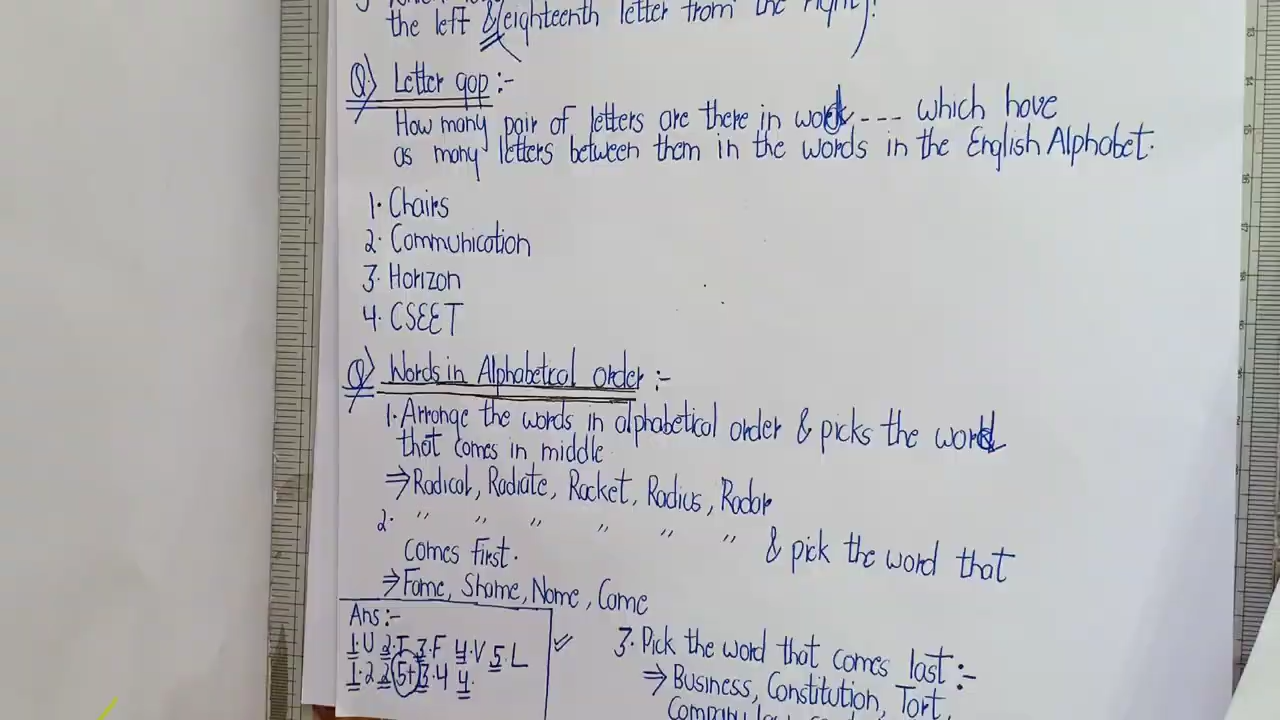 the left & eighteenth letter from the right?
Q) Letter gap :-
How many pair of letters are there in word --- which have
as many letters between them in the words in the English Alphabet.
1. Chairs
2. Communication
3. Horizon
4. CSEET
Q) Words in Alphabetical order :-
1. Arrange the words in alphabetical order & picks the word
that comes in middle
⇒ Radical, Radiate, Racket, Radius, Radar
2. " " " " " " & pick the word that
comes first.
⇒ Fame, Shame, Name, Came
Ans :-
1. U 2. T 3. F 4. V 5. L
1. 2 2. 5+ 3. 4 4.
3. Pick the word that comes last :-
⇒ Business, Constitution, Tort,
Company law,